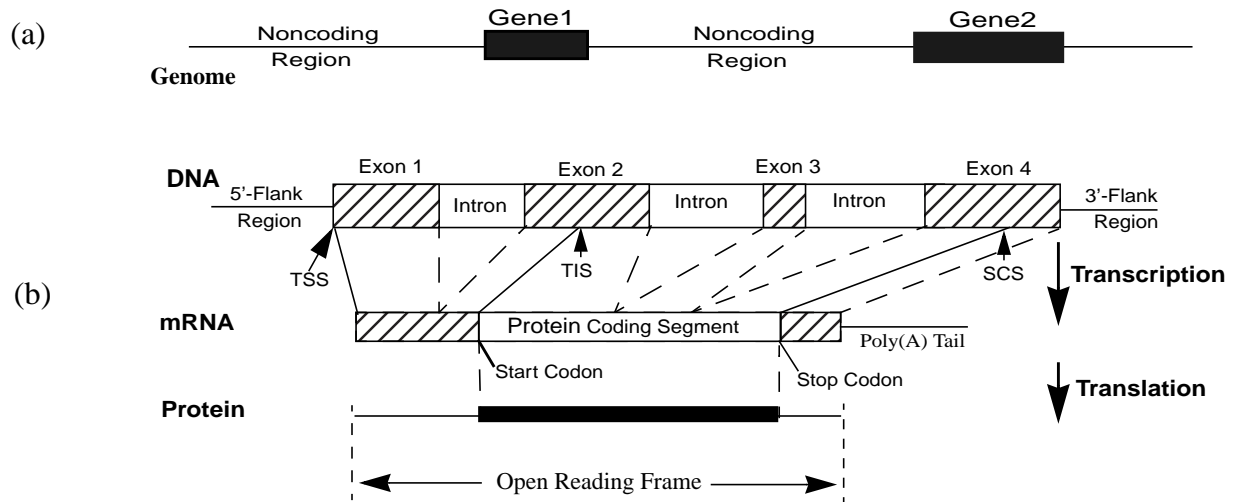 (a)
Noncoding
Region
Gene1
Noncoding
Region
Gene2
Genome
DNA
5'-Flank
Region
Exon 1
Intron
Exon 2
Intron
Exon 3
Intron
Exon 4
3'-Flank
Region
TSS
TIS
SCS
(b)
Transcription
mRNA
Protein Coding Segment
Poly(A) Tail
Start Codon
Stop Codon
Translation
Protein
Open Reading Frame